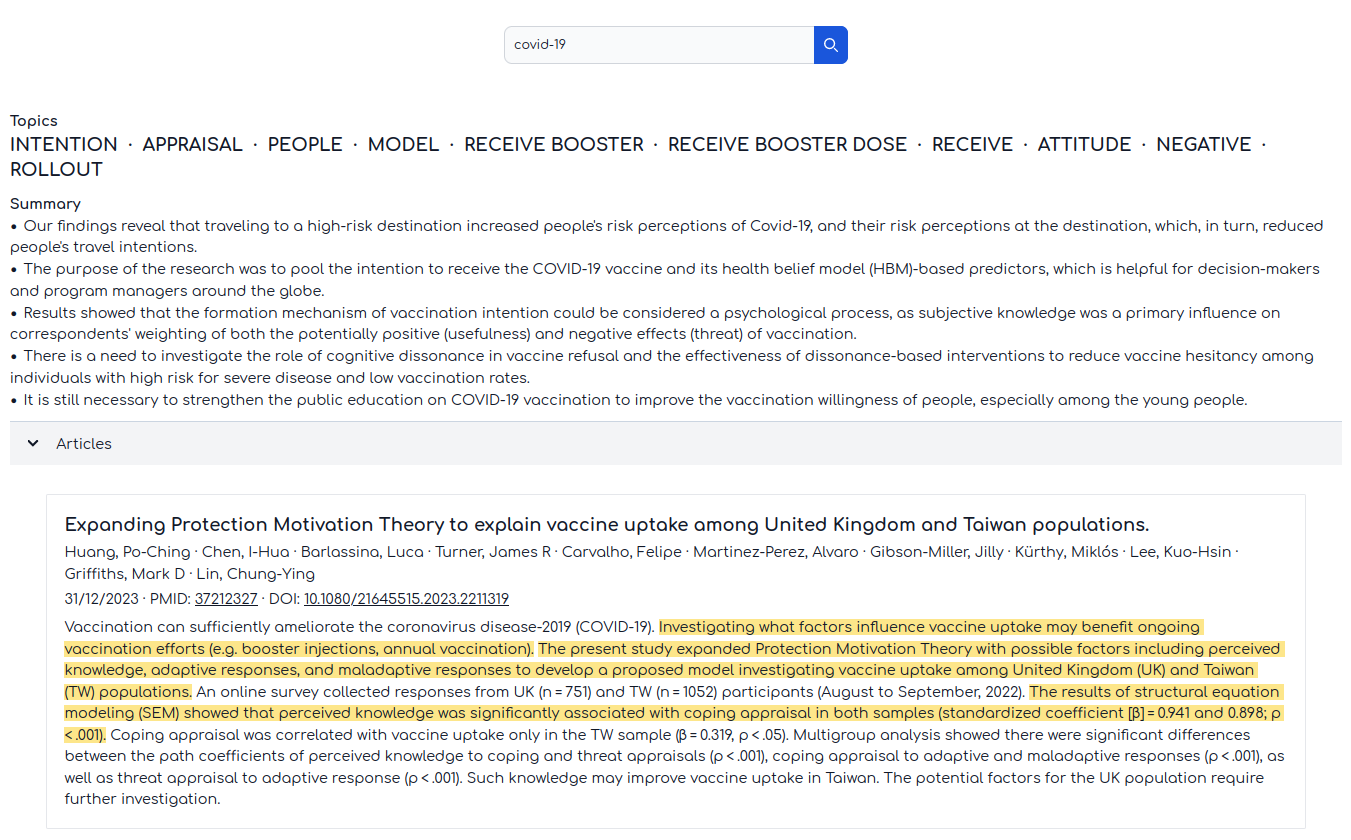 covid-19
Topics
INTENTION · APPRAISAL · PEOPLE · MODEL · RECEIVE BOOSTER · RECEIVE BOOSTER DOSE · RECEIVE · ATTITUDE · NEGATIVE ·
ROLLOUT
Summary
• Our findings reveal that traveling to a high-risk destination increased people's risk perceptions of Covid-19, and their risk perceptions at the destination, which, in turn, reduced
people's travel intentions.
• The purpose of the research was to pool the intention to receive the COVID-19 vaccine and its health belief model (HBM)-based predictors, which is helpful for decision-makers
and program managers around the globe.
• Results showed that the formation mechanism of vaccination intention could be considered a psychological process, as subjective knowledge was a primary influence on
correspondents' weighting of both the potentially positive (usefulness) and negative effects (threat) of vaccination.
• There is a need to investigate the role of cognitive dissonance in vaccine refusal and the effectiveness of dissonance-based interventions to reduce vaccine hesitancy among
individuals with high risk for severe disease and low vaccination rates.
• It is still necessary to strengthen the public education on COVID-19 vaccination to improve the vaccination willingness of people, especially among the young people.
Articles
Expanding Protection Motivation Theory to explain vaccine uptake among United Kingdom and Taiwan populations.
Huang, Po-Ching · Chen, I-Hua · Barlassina, Luca · Turner, James R · Carvalho, Felipe · Martinez-Perez, Alvaro · Gibson-Miller, Jilly · Kürthy, Miklós · Lee, Kuo-Hsin ·
Griffiths, Mark D · Lin, Chung-Ying
31/12/2023 · PMID: 37212327 · DOI: 10.1080/21645515.2023.2211319
Vaccination can sufficiently ameliorate the coronavirus disease-2019 (COVID-19). Investigating what factors influence vaccine uptake may benefit ongoing
vaccination efforts (e.g. booster injections, annual vaccination). The present study expanded Protection Motivation Theory with possible factors including perceived
knowledge, adaptive responses, and maladaptive responses to develop a proposed model investigating vaccine uptake among United Kingdom (UK) and Taiwan
(TW) populations. An online survey collected responses from UK (n = 751) and TW (n = 1052) participants (August to September, 2022). The results of structural equation
modeling (SEM) showed that perceived knowledge was significantly associated with coping appraisal in both samples (standardized coefficient [β] = 0.941 and 0.898; p
< .001). Coping appraisal was correlated with vaccine uptake only in the TW sample (β = 0.319, p < .05). Multigroup analysis showed there were significant differences
between the path coefficients of perceived knowledge to coping and threat appraisals (p < .001), coping appraisal to adaptive and maladaptive responses (p < .001), as
well as threat appraisal to adaptive response (p < .001). Such knowledge may improve vaccine uptake in Taiwan. The potential factors for the UK population require
further investigation.